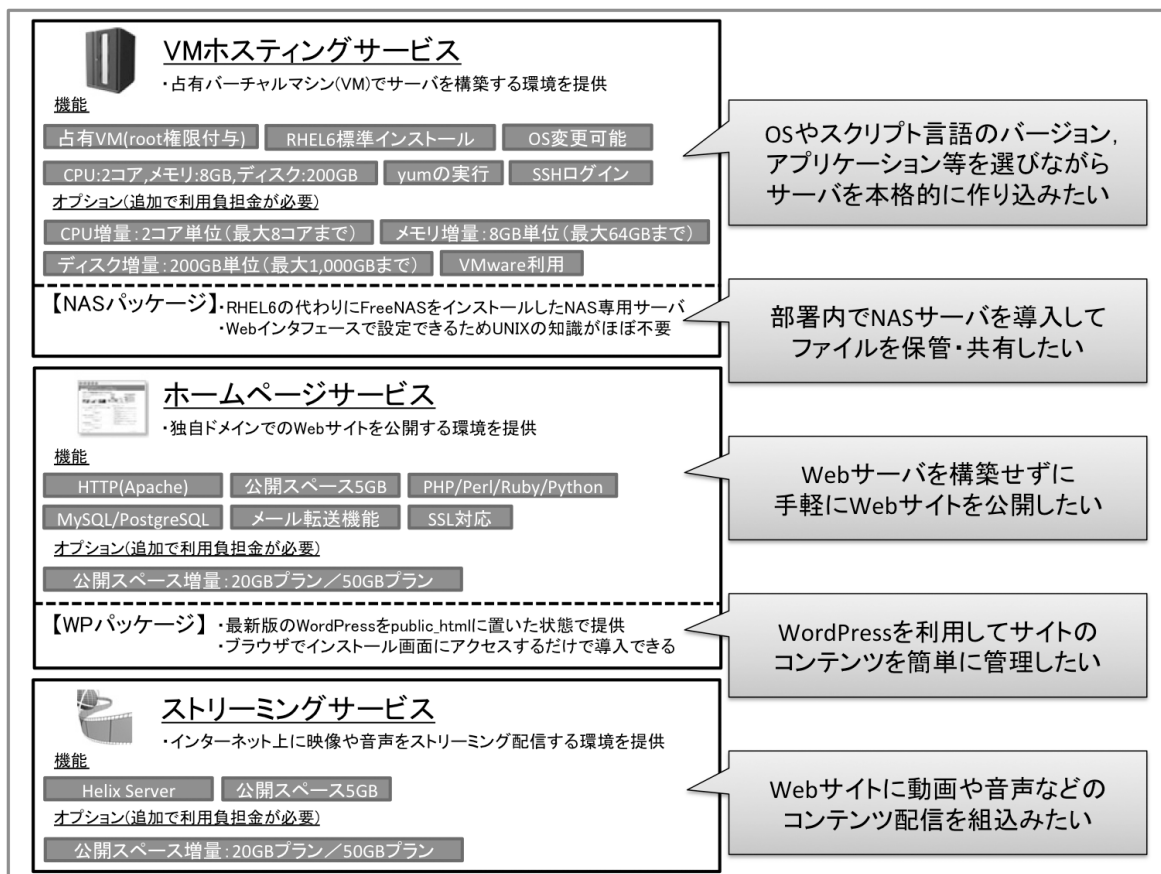 VMホスティングサービス
・占有バーチャルマシン(VM)でサーバを構築する環境を提供
機能
占有VM(root権限付与)
RHEL6標準インストール
OS変更可能
CPU:2コア,メモリ:8GB,ディスク:200GB
yumの実行
SSHログイン
オプション(追加で利用負担金が必要)
CPU増量:2コア単位(最大8コアまで)
メモリ増量:8GB単位(最大64GBまで)
ディスク増量:200GB単位(最大1,000GBまで)
VMware利用
OSやスクリプト言語のバージョン,
アプリケーション等を選びながら
サーバを本格的に作り込みたい
【NASパッケージ】・RHEL6の代わりにFreeNASをインストールしたNAS専用サーバ
・Webインタフェースで設定できるためUNIXの知識がほぼ不要
部署内でNASサーバを導入して
ファイルを保管・共有したい
ホームページサービス
・独自ドメインでのWebサイトを公開する環境を提供
機能
HTTP(Apache)
公開スペース5GB
PHP/Perl/Ruby/Python
MySQL/PostgreSQL
メール転送機能
SSL対応
オプション(追加で利用負担金が必要)
公開スペース増量:20GBプラン/50GBプラン
Webサーバを構築せずに
手軽にWebサイトを公開したい
【WPパッケージ】・最新版のWordPressをpublic_htmlに置いた状態で提供
・ブラウザでインストール画面にアクセスするだけで導入できる
WordPressを利用してサイトの
コンテンツを簡単に管理したい
ストリーミングサービス
・インターネット上に映像や音声をストリーミング配信する環境を提供
機能
Helix Server
公開スペース5GB
オプション(追加で利用負担金が必要)
公開スペース増量:20GBプラン/50GBプラン
Webサイトに動画や音声などの
コンテンツ配信を組込みたい